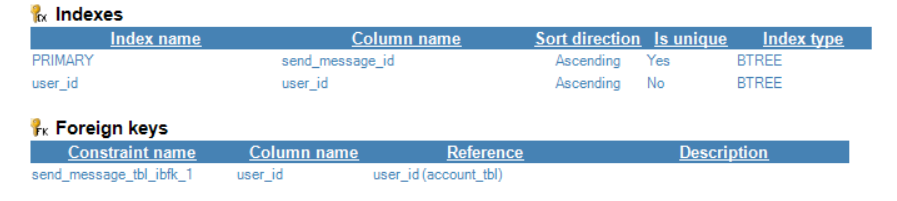 Indexes
Index name Column name Sort direction Is unique Index type
PRIMARY send_message_id Ascending Yes BTREE
user_id user_id Ascending No BTREE
FK Foreign keys
Constraint name Column name Reference Description
send_message_tbl_ibfk_1 user_id user_id (account_tbl)